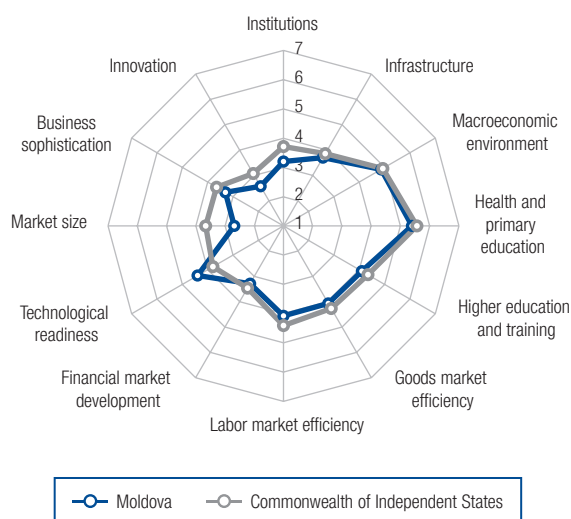 Institutions
7
6
5
4
3
2
1
Infrastructure
Macroeconomic
environment
Health and
primary
education
Higher education
and training
Goods market
efficiency
Labor market efficiency
Financial market
development
Technological
readiness
Market size
Business
sophistication
Innovation
Moldova
Commonwealth of Independent States